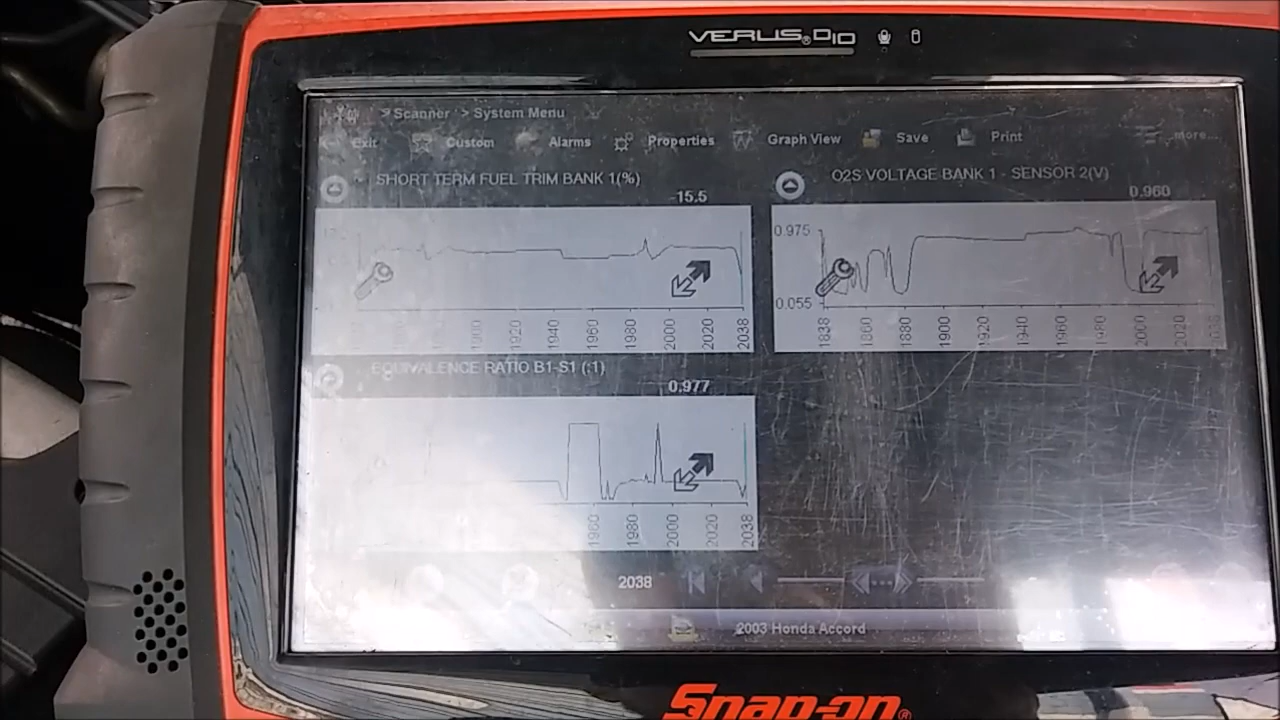 VERUS® D10
> Scanner > System Menu
Exit Custom Alarms Properties Graph View Save Print more...
SHORT TERM FUEL TRIM BANK 1(%)
-15.5
1900 1920 1940 1960 1980 2000 2020 2038
O2S VOLTAGE BANK 1 - SENSOR 2(V)
0.960
0.975
0.055
1838 1860 1880 1900 1920 1940 1960 1980 2000 2020 2038
EQUIVALENCE RATIO B1-S1 (:1)
0.977
1960 1980 2000 2020 2038
2038
2003 Honda Accord
Snap-on®